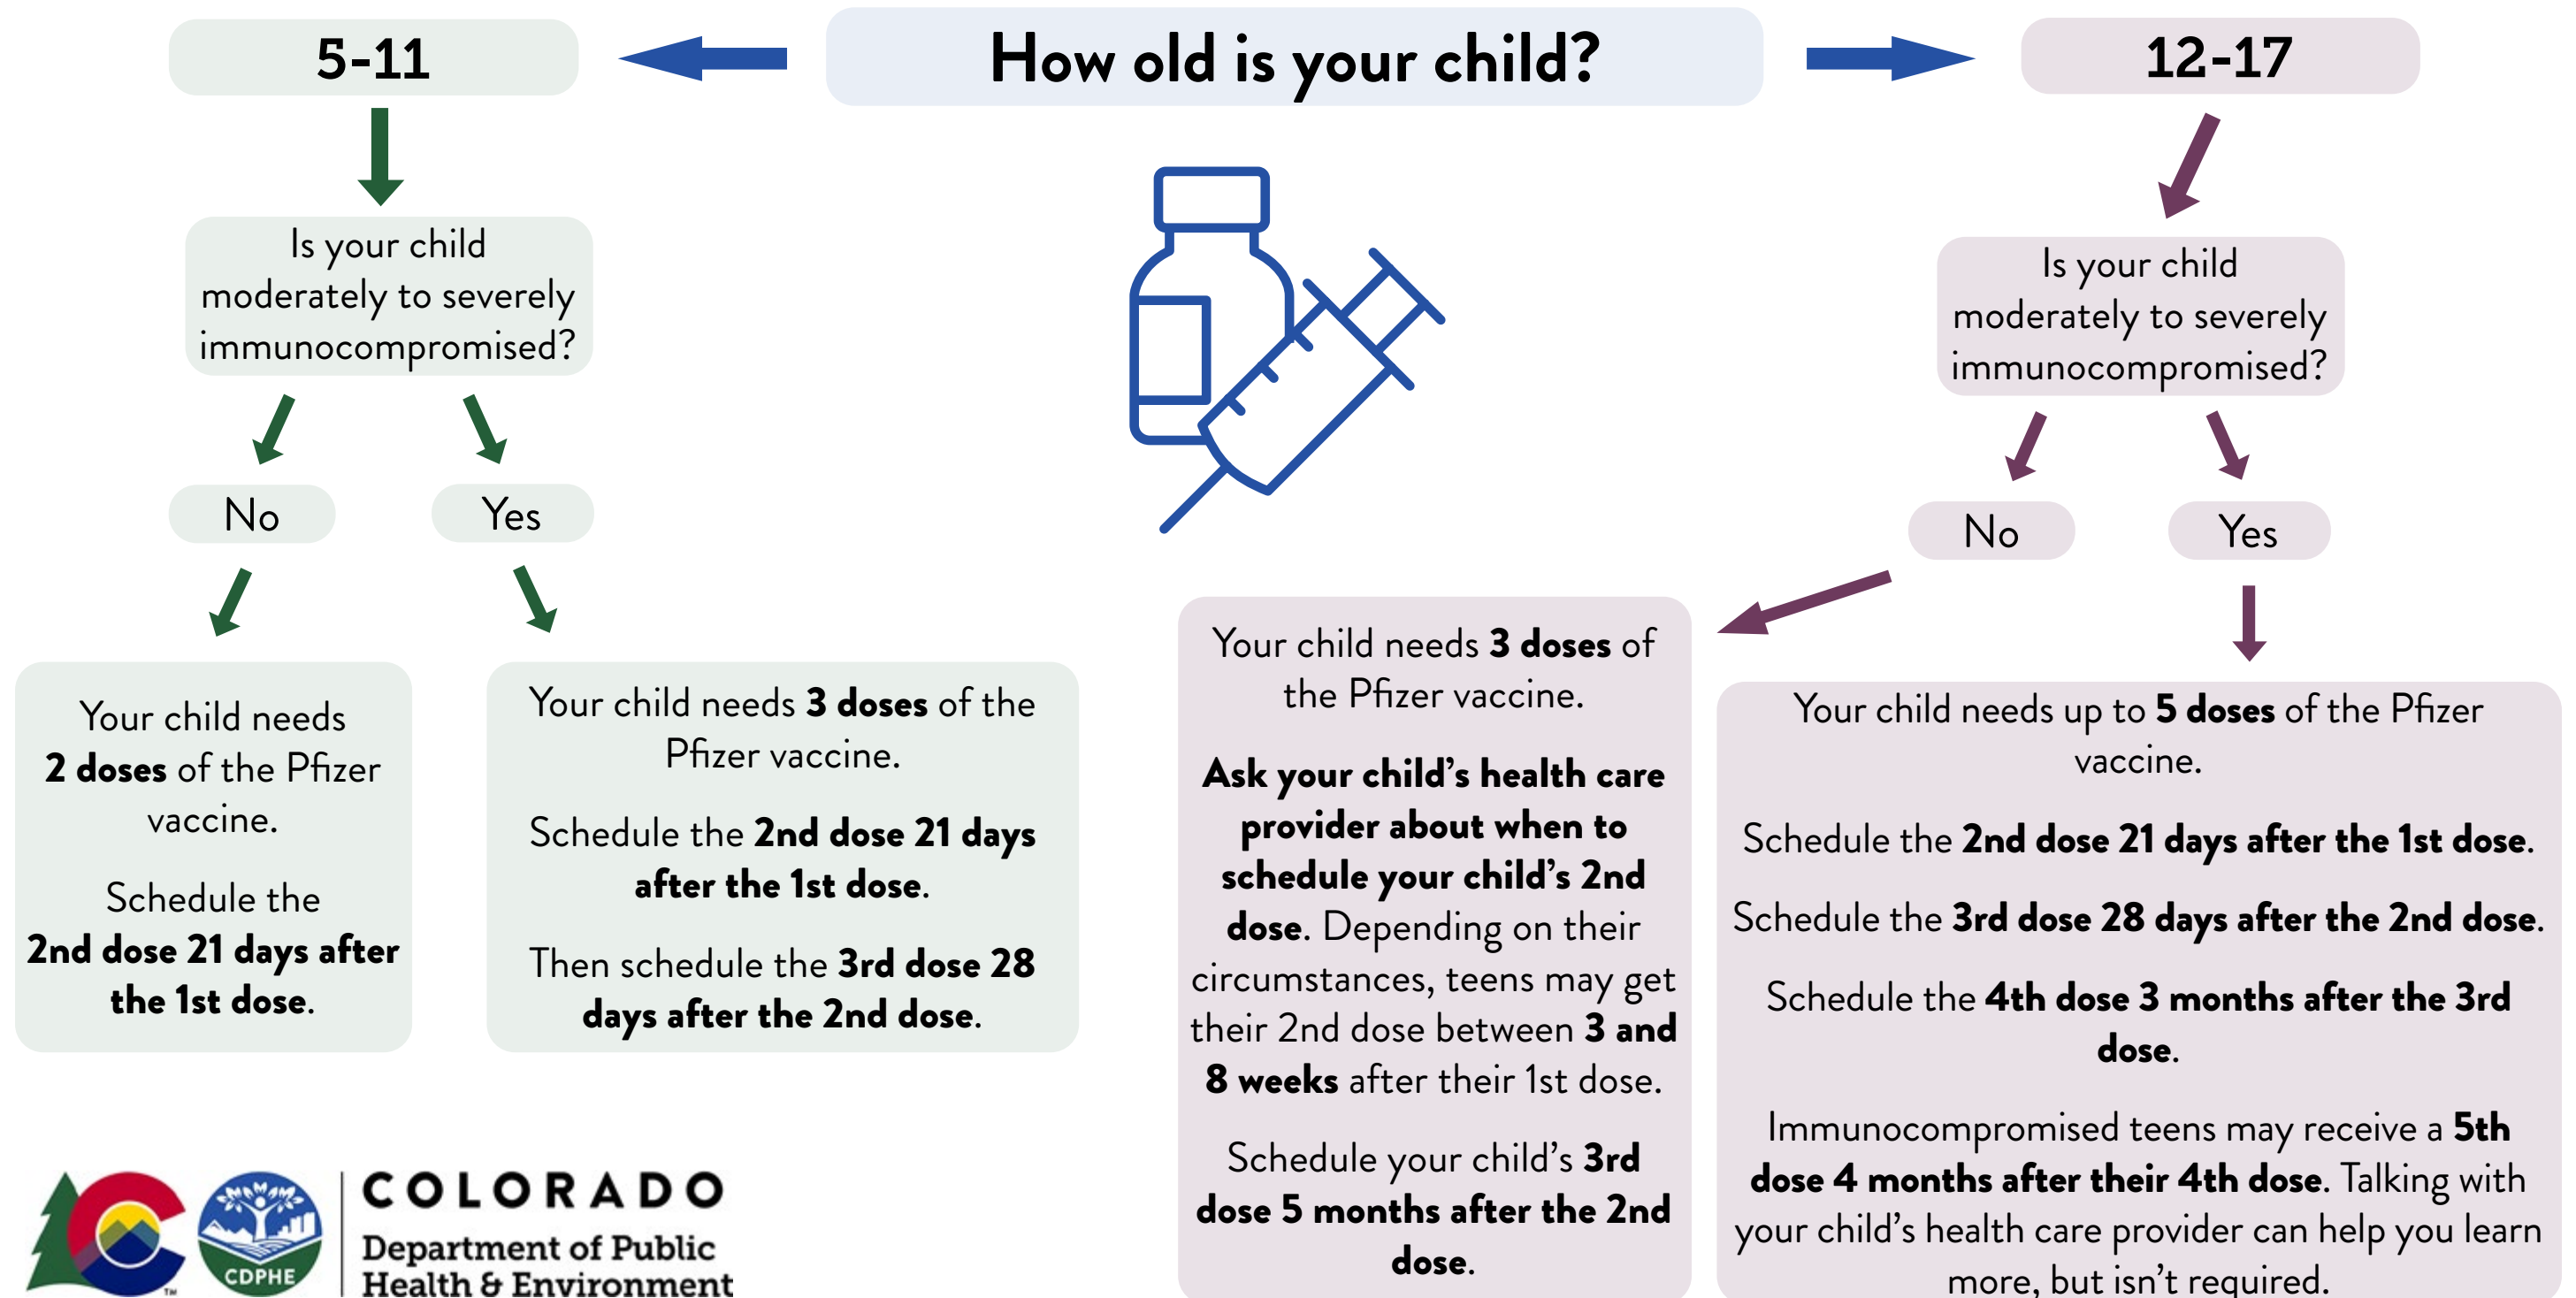 How old is your child?
5-11
Is your child
moderately to severely
immunocompromised?
No
Yes
Your child needs
2 doses of the Pfizer
vaccine.
Schedule the
2nd dose 21 days after
the 1st dose.
Your child needs 3 doses of the
Pfizer vaccine.
Schedule the 2nd dose 21 days
after the 1st dose.
Then schedule the 3rd dose 28
days after the 2nd dose.
12-17
Is your child
moderately to severely
immunocompromised?
No
Yes
Your child needs 3 doses of
the Pfizer vaccine.
Ask your child’s health care
provider about when to
schedule your child’s 2nd
dose. Depending on their
circumstances, teens may get
their 2nd dose between 3 and
8 weeks after their 1st dose.
Schedule your child’s 3rd
dose 5 months after the 2nd
dose.
Your child needs up to 5 doses of the Pfizer
vaccine.
Schedule the 2nd dose 21 days after the 1st dose.
Schedule the 3rd dose 28 days after the 2nd dose.
Schedule the 4th dose 3 months after the 3rd
dose.
Immunocompromised teens may receive a 5th
dose 4 months after their 4th dose. Talking with
your child’s health care provider can help you learn
more, but isn’t required.
TM
CDPHE
COLORADO
Department of Public
Health & Environment